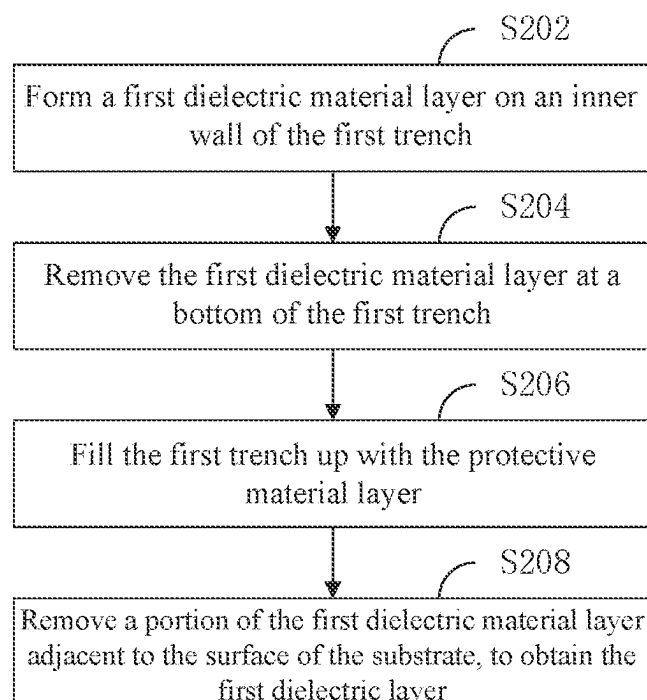 S202
Form a first dielectric material layer on an inner
wall of the first trench
S204
Remove the first dielectric material layer at a
bottom of the first trench
S206
Fill the first trench up with the protective
material layer
S208
Remove a portion of the first dielectric material layer
adjacent to the surface of the substrate, to obtain the
first dielectric layer